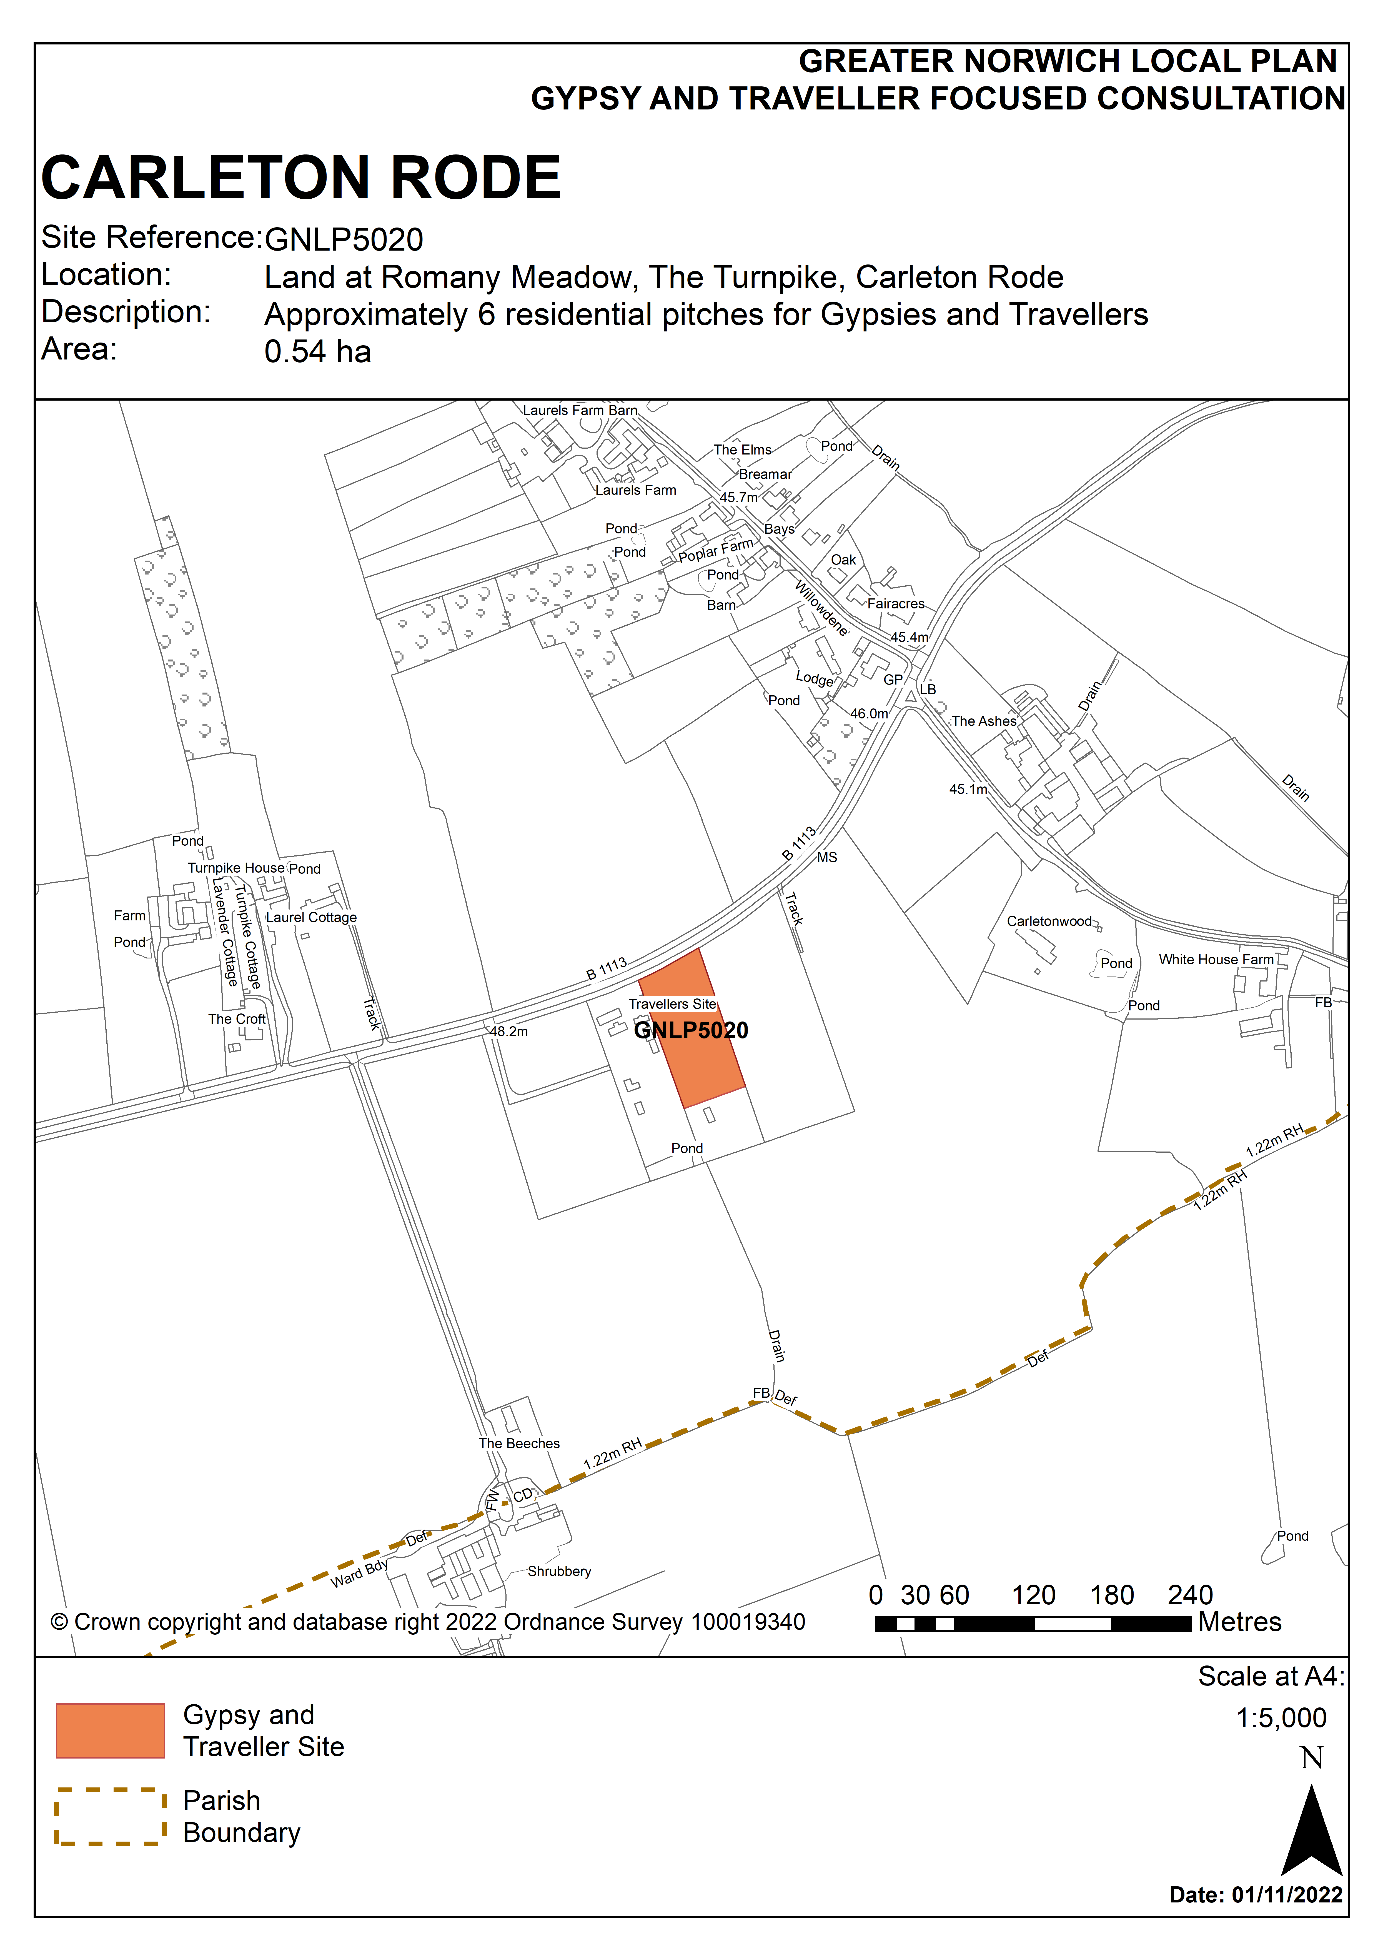 GREATER NORWICH LOCAL PLAN
GYPSY AND TRAVELLER FOCUSED CONSULTATION
CARLETON RODE
Site Reference: GNLP5020
Location: Land at Romany Meadow, The Turnpike, Carleton Rode
Description: Approximately 6 residential pitches for Gypsies and Travellers
Area: 0.54 ha
Laurels Farm Barn
The Elms
Pond
Drain
Breamar
Laurels Farm
45.7m
Pond
Bays
Pond
Poplar Farm
Oak
Pond
Barn
Willowdene
Fairacres
45.4m
Lodge
GP
LB
Pond
46.0m
The Ashes
Drain
45.1m
Drain
Pond
B 1113
MS
Turnpike House
Pond
Lavender Cottage
Turnpike Cottage
Farm
Laurel Cottage
Track
Carletonwood
Pond
B 1113
Pond
White House Farm
Travellers Site
Pond
FB
Track
The Croft
48.2m
GNLP5020
Pond
1.22m RH
1.22m RH
Drain
Def
FB
Def
The Beeches
1.22m RH
FW
CD
Def
Ward Bdy
Pond
Shrubbery
0 30 60 120 180 240
Metres
© Crown copyright and database right 2022 Ordnance Survey 100019340
Scale at A4:
1:5,000
Gypsy and
Traveller Site
N
Parish
Boundary
Date: 01/11/2022